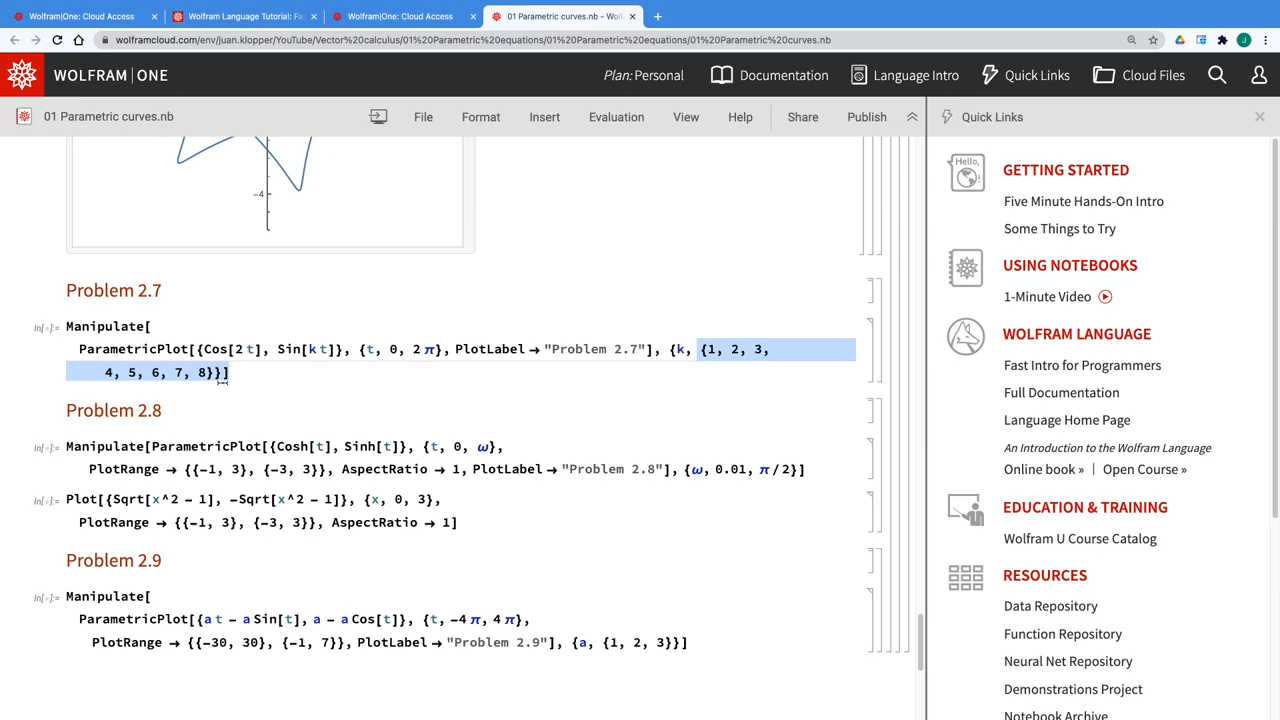 Wolfram|One: Cloud Access
Wolfram Language Tutorial: Fa
Wolfram|One: Cloud Access
01 Parametric curves.nb - Wol
wolframcloud.com/env/juan.klopper/YouTube/Vector%20calculus/01%20Parametric%20equations/01%20Parametric%20equations/01%20Parametric%20curves.nb
J
WOLFRAM|ONE
Plan: Personal
Documentation
Language Intro
Quick Links
Cloud Files
01 Parametric curves.nb
File
Format
Insert
Evaluation
View
Help
Share
Publish
Quick Links
-4
Problem 2.7
In[∘]:= Manipulate[
ParametricPlot[{Cos[2 t], Sin[k t]}, {t, 0, 2 π}, PlotLabel → "Problem 2.7"], {k, {1, 2, 3,
4, 5, 6, 7, 8}}]
Problem 2.8
In[∘]:= Manipulate[ParametricPlot[{Cosh[t], Sinh[t]}, {t, 0, ω},
PlotRange → {{-1, 3}, {-3, 3}}, AspectRatio → 1, PlotLabel → "Problem 2.8"], {ω, 0.01, π / 2}]
In[∘]:= Plot[{Sqrt[x^2 - 1], -Sqrt[x^2 - 1]}, {x, 0, 3},
PlotRange → {{-1, 3}, {-3, 3}}, AspectRatio → 1]
Problem 2.9
In[∘]:= Manipulate[
ParametricPlot[{a t - a Sin[t], a - a Cos[t]}, {t, -4 π, 4 π},
PlotRange → {{-30, 30}, {-1, 7}}, PlotLabel → "Problem 2.9"], {a, {1, 2, 3}}]
Hello,
GETTING STARTED
Five Minute Hands-On Intro
Some Things to Try
USING NOTEBOOKS
1-Minute Video
WOLFRAM LANGUAGE
Fast Intro for Programmers
Full Documentation
Language Home Page
An Introduction to the Wolfram Language
Online book » | Open Course »
EDUCATION & TRAINING
Wolfram U Course Catalog
RESOURCES
Data Repository
Function Repository
Neural Net Repository
Demonstrations Project
Notebook Archive